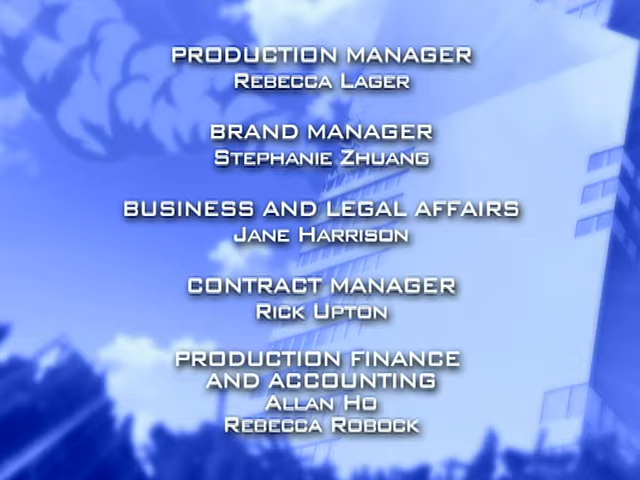 PRODUCTION MANAGER
REBECCA LAGER
BRAND MANAGER
STEPHANIE ZHUANG
BUSINESS AND LEGAL AFFAIRS
JANE HARRISON
CONTRACT MANAGER
RICK UPTON
PRODUCTION FINANCE
AND ACCOUNTING
ALLAN HO
REBECCA ROBOCK